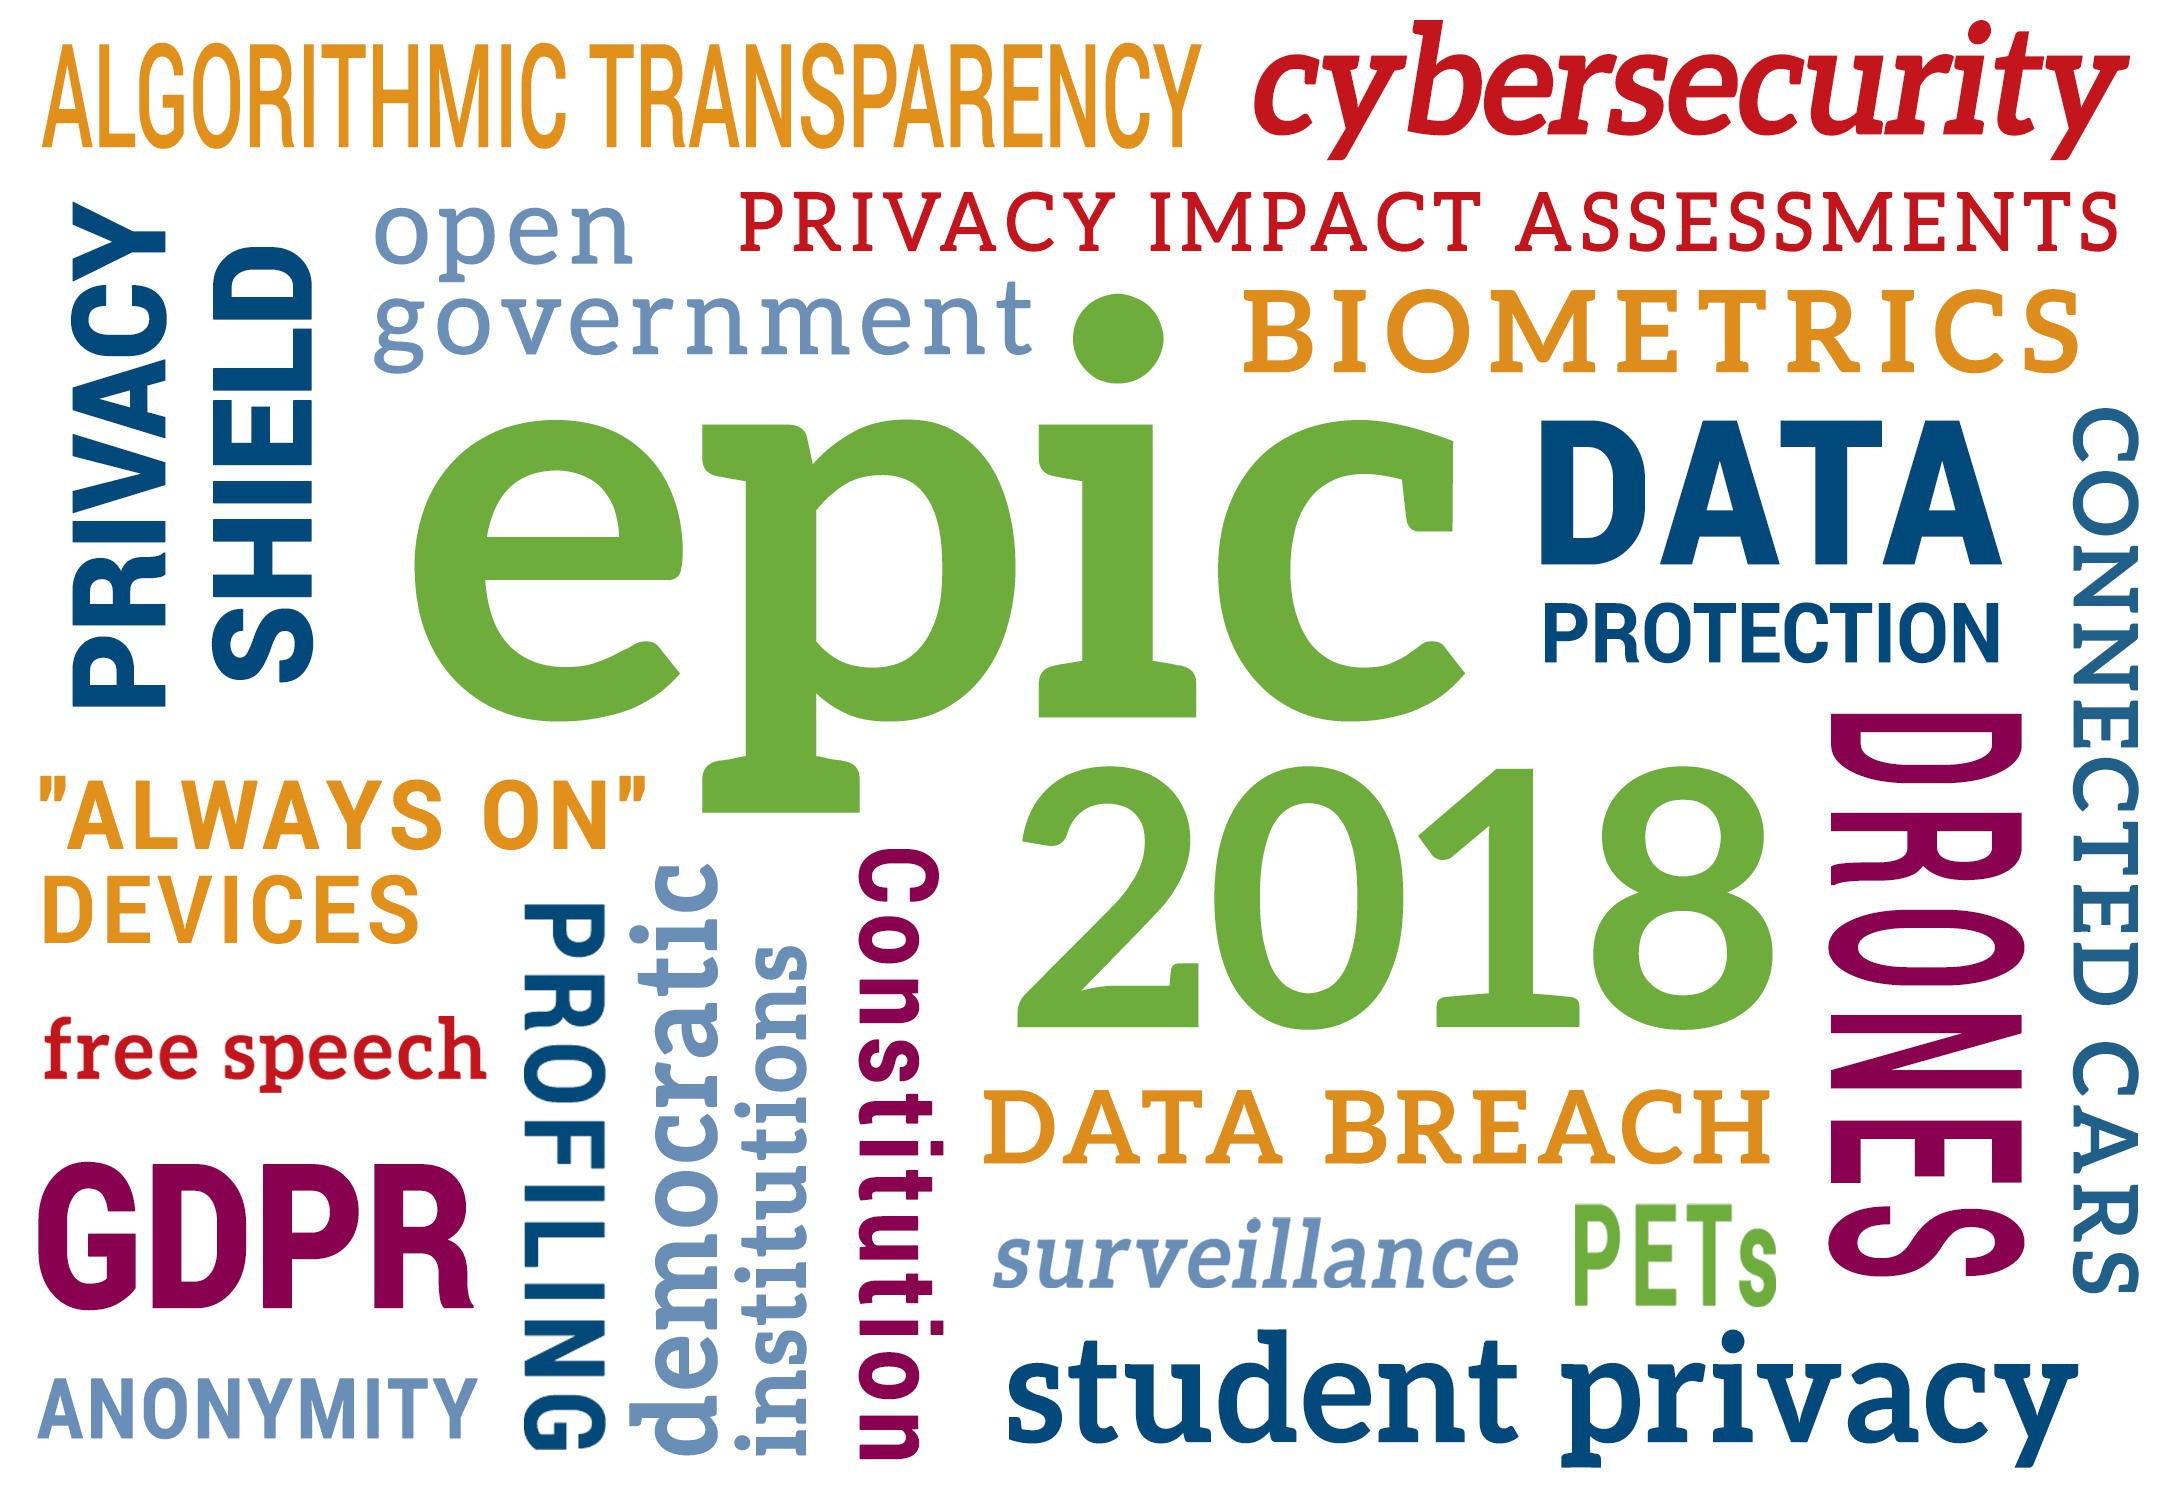 ALGORITHMIC TRANSPARENCY
cybersecurity
PRIVACY
SHIELD
open
government
PRIVACY IMPACT ASSESSMENTS
BIOMETRICS
epic
2018
DATA
PROTECTION
CONNECTED CARS
DRONES
"ALWAYS ON"
DEVICES
free speech
GDPR
ANONYMITY
PROFILING
democratic
institutions
Constitution
DATA BREACH
surveillance
PETs
student privacy